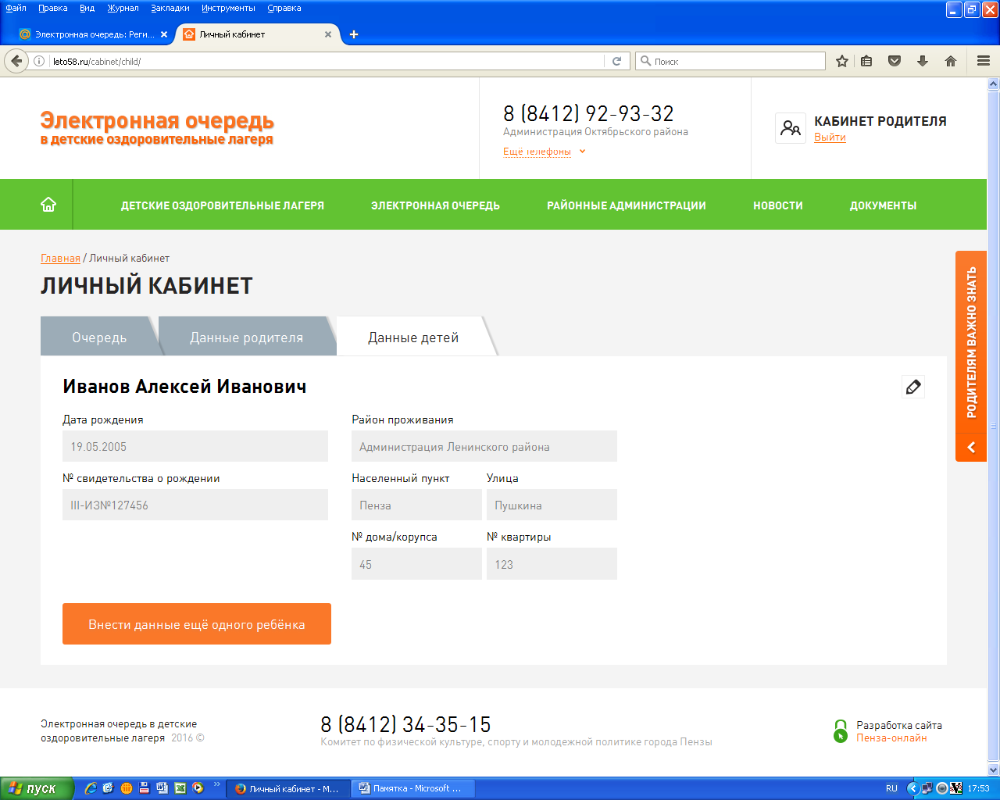 Файл Правка Вид Журнал Закладки Инструменты Справка
Электронная очередь: Реги... Личный кабинет
leto58.ru/cabinet/child/ Поиск
Электронная очередь
в детские оздоровительные лагеря
8 (8412) 92-93-32
Администрация Октябрьского района
Ещё телефоны
КАБИНЕТ РОДИТЕЛЯ
Выйти
ДЕТСКИЕ ОЗДОРОВИТЕЛЬНЫЕ ЛАГЕРЯ ЭЛЕКТРОННАЯ ОЧЕРЕДЬ РАЙОННЫЕ АДМИНИСТРАЦИИ НОВОСТИ ДОКУМЕНТЫ
Главная / Личный кабинет
ЛИЧНЫЙ КАБИНЕТ
РОДИТЕЛЯМ ВАЖНО ЗНАТЬ
Очередь Данные родителя Данные детей
Иванов Алексей Иванович
Дата рождения Район проживания
19.05.2005 Администрация Ленинского района
№ свидетельства о рождении Населенный пункт Улица
III-ИЗ№127456 Пенза Пушкина
№ дома/корупса № квартиры
45 123
Внести данные ещё одного ребёнка
Электронная очередь в детские
оздоровительные лагеря 2016 ©
8 (8412) 34-35-15
Комитет по физической культуре, спорту и молодежной политике города Пензы
Разработка сайта
Пенза-онлайн
пуск Личный кабинет - M... Памятка - Microsoft ... RU 17:53